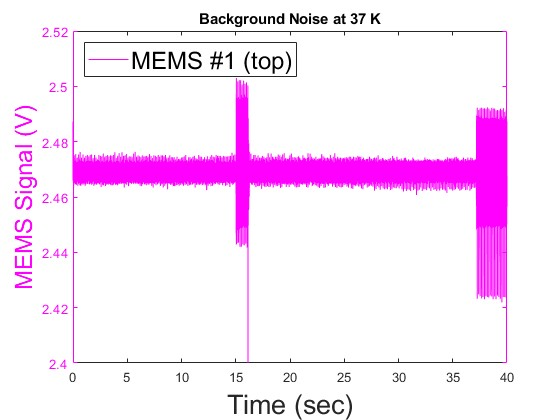 Background Noise at 37 K
MEMS #1 (top)
MEMS Signal (V)
2.52
2.5
2.48
2.46
2.44
2.42
2.4
0 5 10 15 20 25 30 35 40
Time (sec)